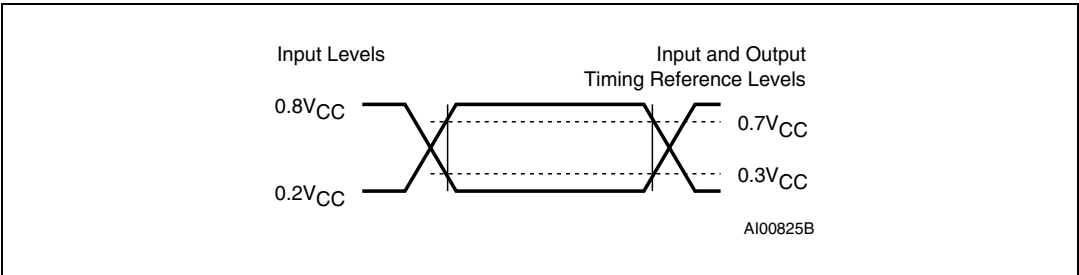 Input Levels
Input and Output
Timing Reference Levels
0.8VCC
0.7VCC
0.3VCC
0.2VCC
AI00825B